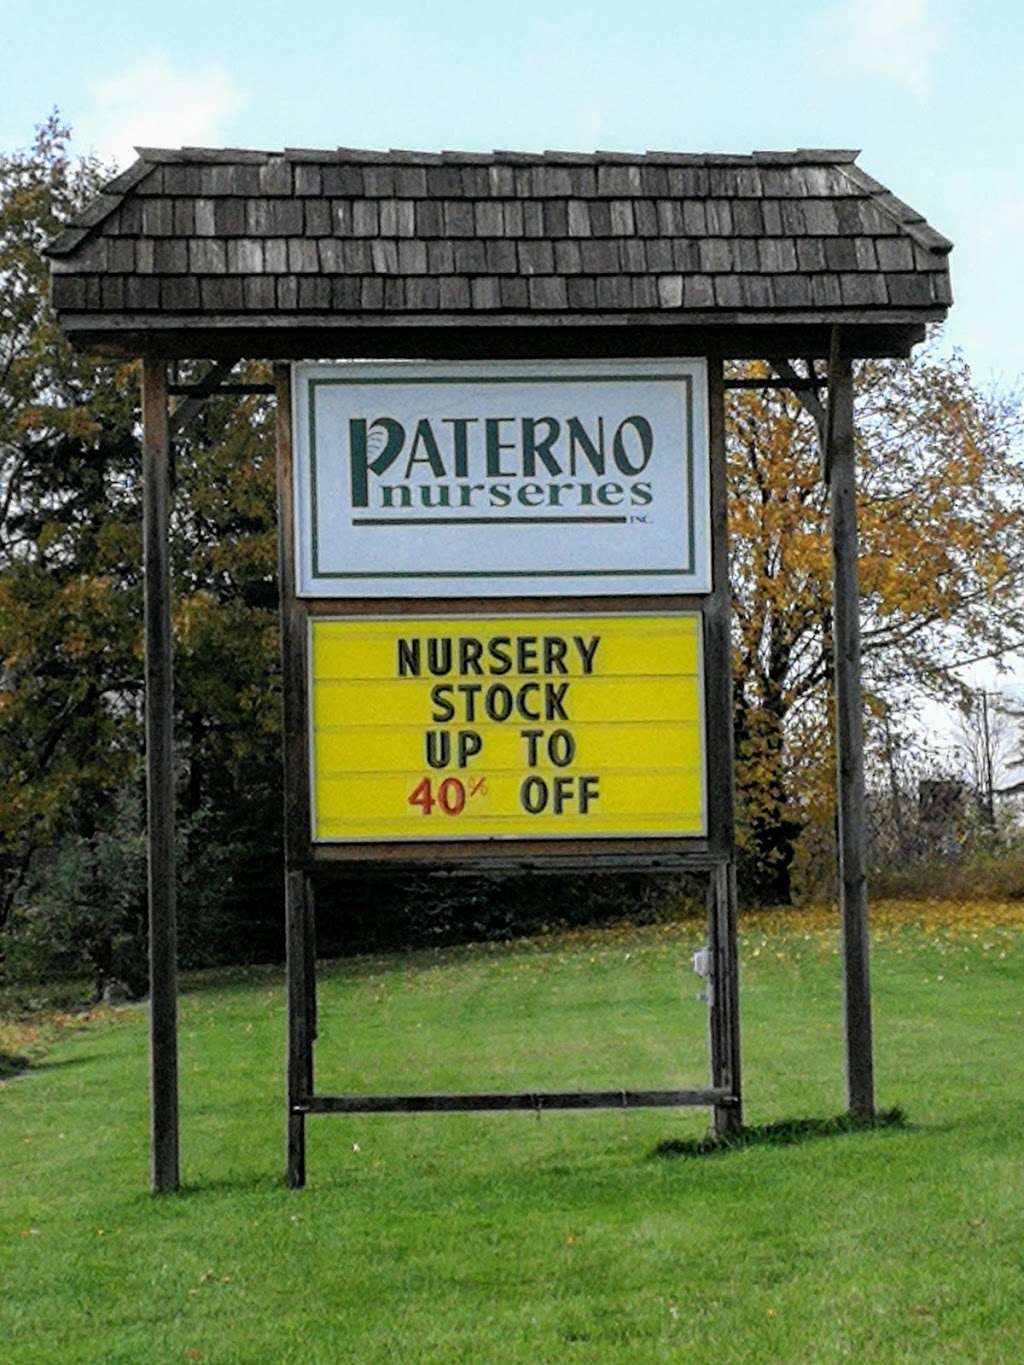 PATERNO
nurseries
INC.
NURSERY
STOCK
UP TO
40% OFF